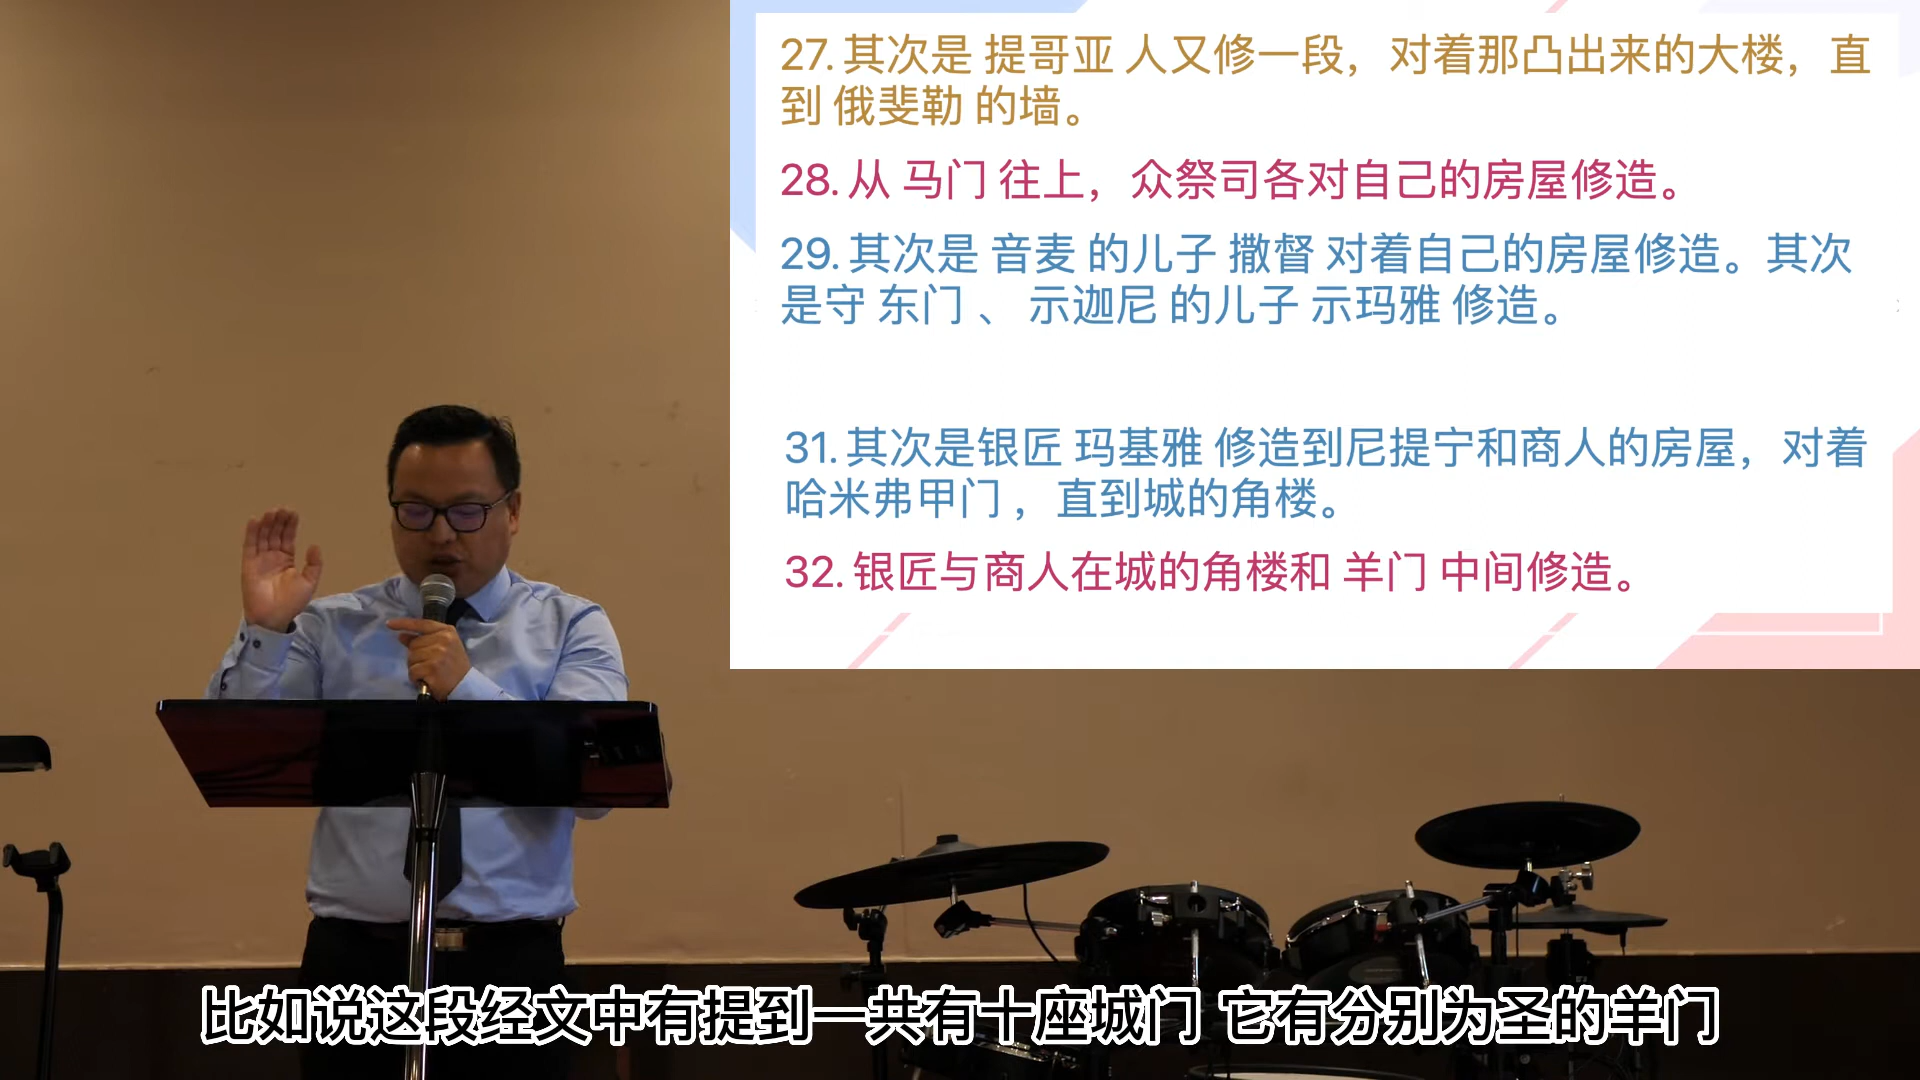 27. 其次是 提哥亚 人又修一段，对着那凸出来的大楼，直
到 俄斐勒 的墙。
28. 从 马门 往上，众祭司各对自己的房屋修造。
29. 其次是 音麦 的儿子 撒督 对着自己的房屋修造。其次
是守 东门 、 示迦尼 的儿子 示玛雅 修造。
31. 其次是银匠 玛基雅 修造到尼提宁和商人的房屋，对着
哈米弗甲门 ，直到城的角楼。
32. 银匠与商人在城的角楼和 羊门 中间修造。
比如说这段经文中有提到一共有十座城门 它有分别为圣的羊门